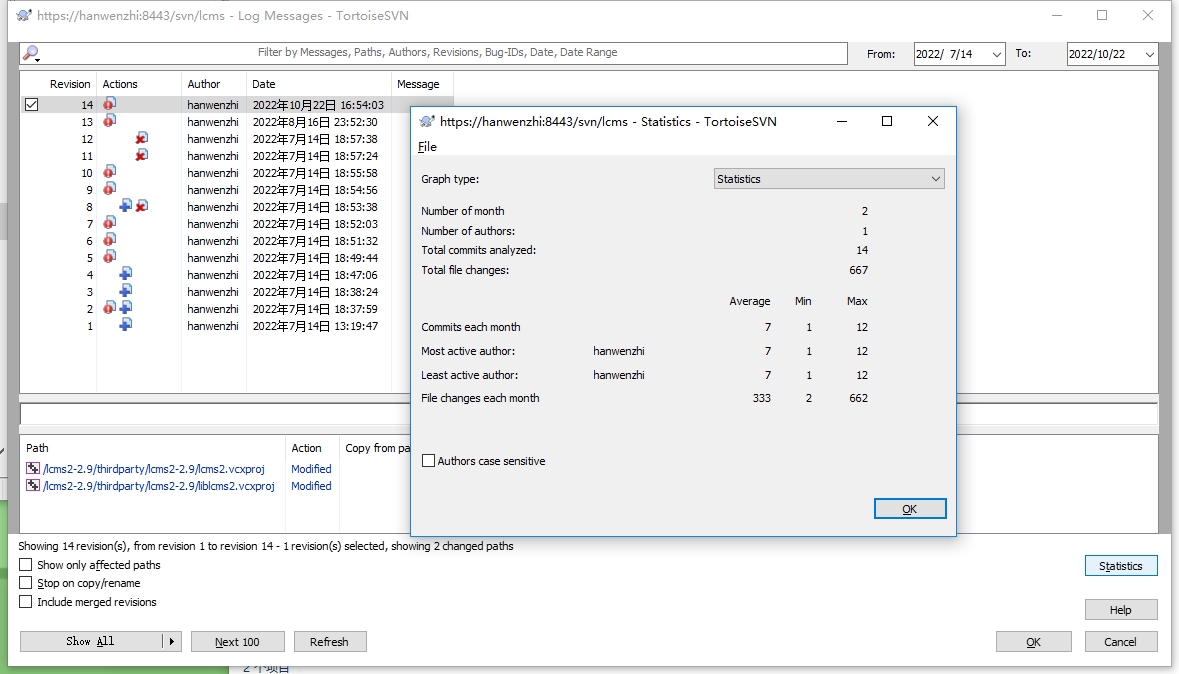 https://hanwenzhi:8443/svn/lcms - Log Messages - TortoiseSVN
Filter by Messages, Paths, Authors, Revisions, Bug-IDs, Date, Date Range
From: 2022/ 7/14 To: 2022/10/22
Revision Actions Author Date Message
14 hanwenzhi 2022年10月22日 16:54:03
13 hanwenzhi 2022年8月16日 23:52:30
12 hanwenzhi 2022年7月14日 18:57:38
11 hanwenzhi 2022年7月14日 18:57:24
10 hanwenzhi 2022年7月14日 18:55:58
9 hanwenzhi 2022年7月14日 18:54:56
8 hanwenzhi 2022年7月14日 18:53:38
7 hanwenzhi 2022年7月14日 18:52:03
6 hanwenzhi 2022年7月14日 18:51:32
5 hanwenzhi 2022年7月14日 18:49:44
4 hanwenzhi 2022年7月14日 18:47:06
3 hanwenzhi 2022年7月14日 18:38:24
2 hanwenzhi 2022年7月14日 18:37:59
1 hanwenzhi 2022年7月14日 13:19:47
https://hanwenzhi:8443/svn/lcms - Statistics - TortoiseSVN
File
Graph type: Statistics
Number of month 2
Number of authors: 1
Total commits analyzed: 14
Total file changes: 667
Average Min Max
Commits each month 7 1 12
Most active author: hanwenzhi 7 1 12
Least active author: hanwenzhi 7 1 12
File changes each month 333 2 662
Authors case sensitive
OK
Path Action Copy from pa
/lcms2-2.9/thirdparty/lcms2-2.9/lcms2.vcxproj Modified
/lcms2-2.9/thirdparty/lcms2-2.9/liblcms2.vcxproj Modified
Showing 14 revision(s), from revision 1 to revision 14 - 1 revision(s) selected, showing 2 changed paths
Show only affected paths
Stop on copy/rename
Include merged revisions
Statistics
Help
Show All Next 100 Refresh OK Cancel
2 个项目